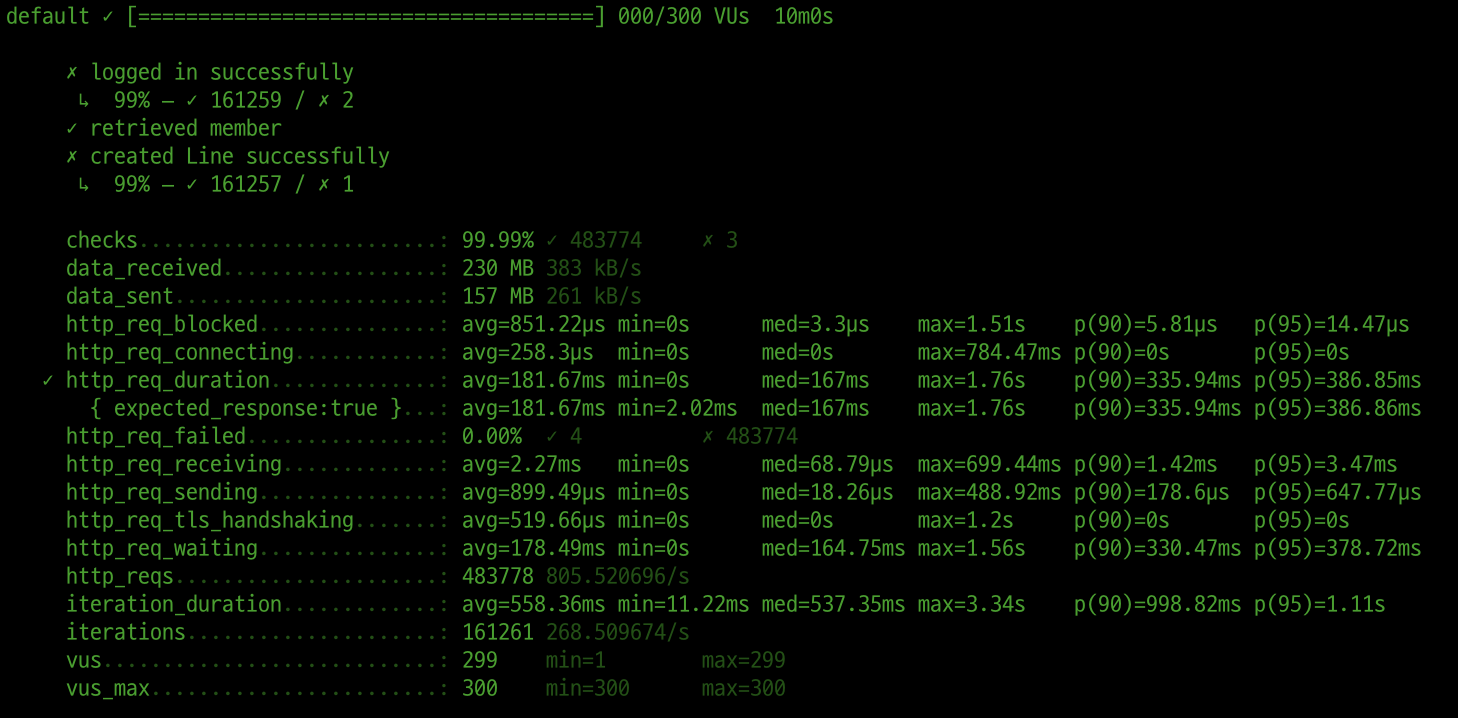 default ✓ [======================================] 000/300 VUs  10m0s
✗ logged in successfully
↳  99% — ✓ 161259 / ✗ 2
✓ retrieved member
✗ created Line successfully
↳  99% — ✓ 161257 / ✗ 1
checks.........................: 99.99% ✓ 483774     ✗ 3
data_received..................: 230 MB 383 kB/s
data_sent......................: 157 MB 261 kB/s
http_req_blocked...............: avg=851.22µs min=0s      med=3.3µs    max=1.51s    p(90)=5.81µs   p(95)=14.47µs
http_req_connecting............: avg=258.3µs  min=0s      med=0s       max=784.47ms p(90)=0s       p(95)=0s
✓ http_req_duration..............: avg=181.67ms min=0s      med=167ms    max=1.76s    p(90)=335.94ms p(95)=386.85ms
{ expected_response:true }...: avg=181.67ms min=2.02ms  med=167ms    max=1.76s    p(90)=335.94ms p(95)=386.86ms
http_req_failed................: 0.00%  ✓ 4          ✗ 483774
http_req_receiving.............: avg=2.27ms   min=0s      med=68.79µs  max=699.44ms p(90)=1.42ms   p(95)=3.47ms
http_req_sending...............: avg=899.49µs min=0s      med=18.26µs  max=488.92ms p(90)=178.6µs  p(95)=647.77µs
http_req_tls_handshaking.......: avg=519.66µs min=0s      med=0s       max=1.2s     p(90)=0s       p(95)=0s
http_req_waiting...............: avg=178.49ms min=0s      med=164.75ms max=1.56s    p(90)=330.47ms p(95)=378.72ms
http_reqs......................: 483778 805.520696/s
iteration_duration.............: avg=558.36ms min=11.22ms med=537.35ms max=3.34s    p(90)=998.82ms p(95)=1.11s
iterations.....................: 161261 268.509674/s
vus............................: 299    min=1        max=299
vus_max........................: 300    min=300      max=300